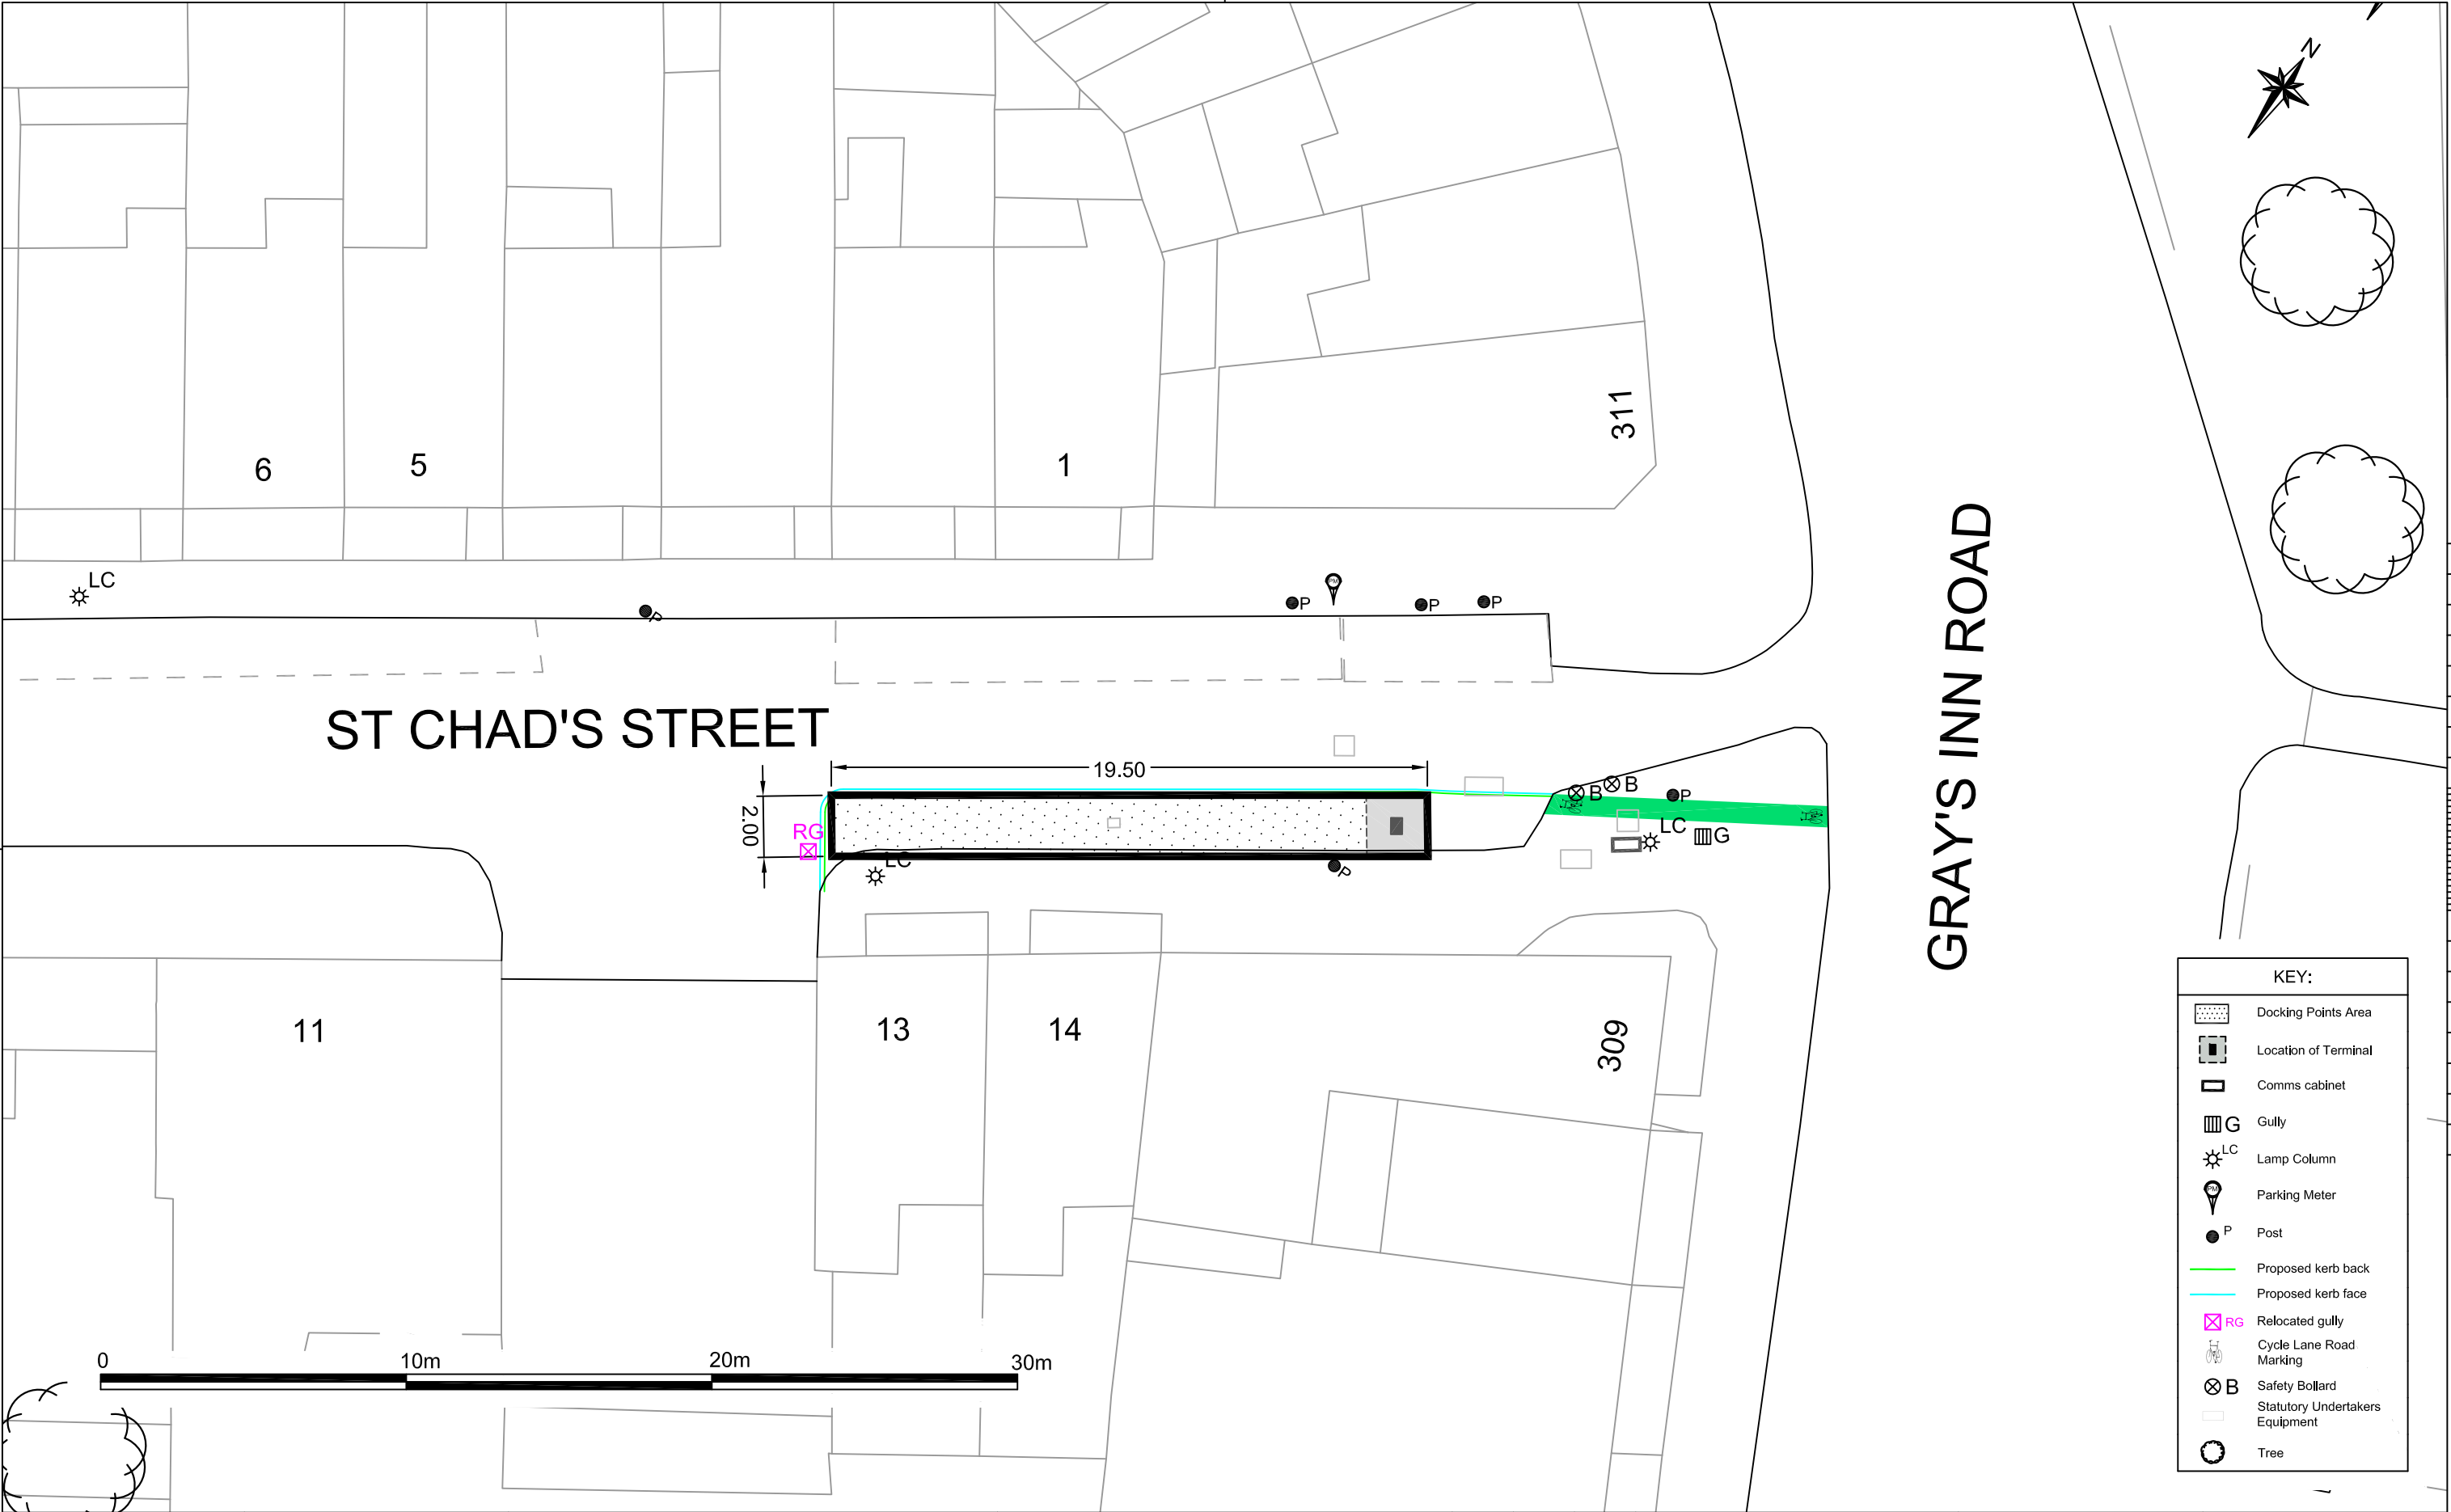 N
311
6
5
1
LC
P
PM
P
P
P
ST CHAD'S STREET
GRAY'S INN ROAD
19.50
2.00
RG
LC
P
B
B
P
LC
G
11
13
14
309
0
10m
20m
30m
KEY:
Docking Points Area
Location of Terminal
Comms cabinet
G Gully
LC Lamp Column
PM Parking Meter
P Post
Proposed kerb back
Proposed kerb face
RG Relocated gully
Cycle Lane Road
Marking
B Safety Bollard
Statutory Undertakers
Equipment
Tree